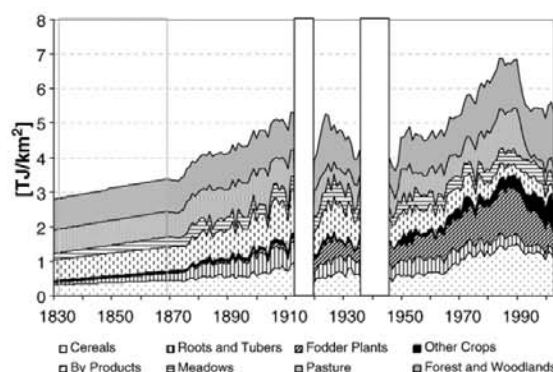 8
7
6
5
4
3
2
1
0
[TJ/km²]
1830 1850 1870 1890 1910 1930 1950 1970 1990
Cereals Roots and Tubers Fodder Plants Other Crops
By Products Meadows Pasture Forest and Woodlands